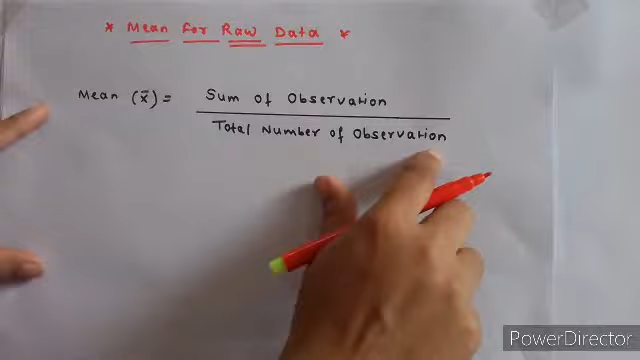 * Mean For Raw Data *
Mean (x̄) = Sum of Observation
Total Number of Observation
PowerDirector